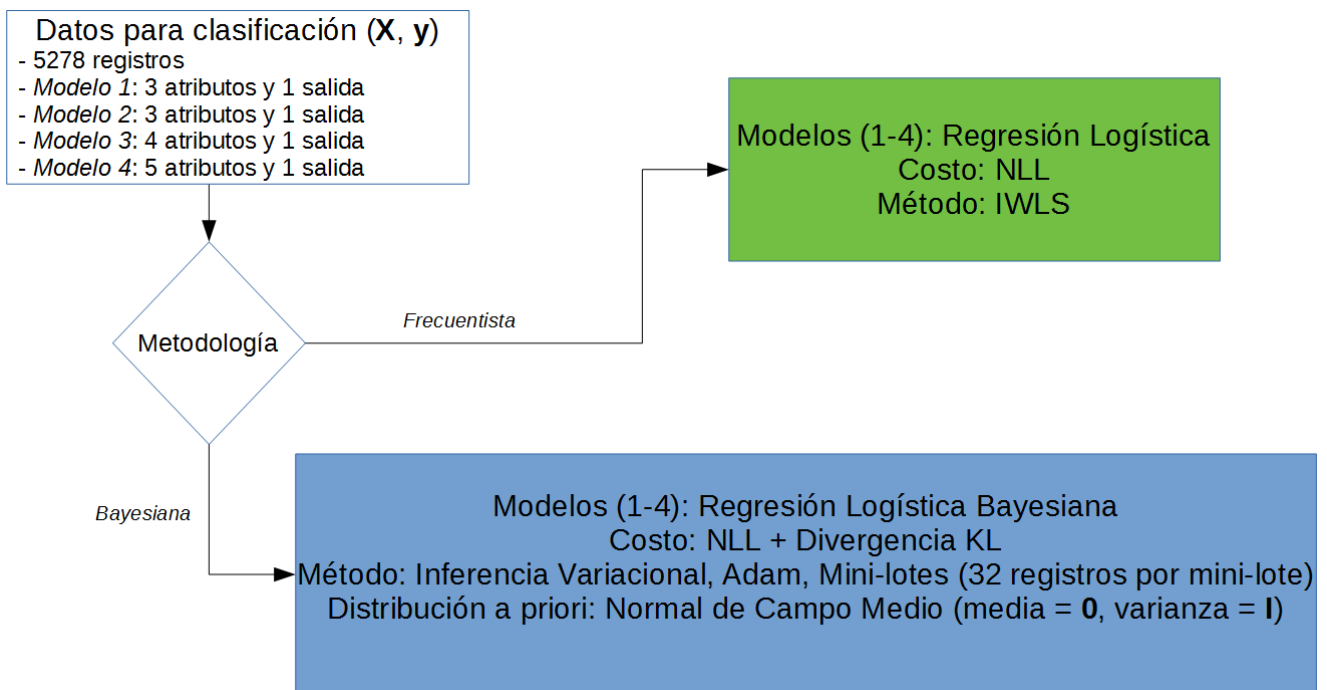 Datos para clasificación (X, y)
- 5278 registros
- Modelo 1: 3 atributos y 1 salida
- Modelo 2: 3 atributos y 1 salida
- Modelo 3: 4 atributos y 1 salida
- Modelo 4: 5 atributos y 1 salida
Modelos (1-4): Regresión Logística
Costo: NLL
Método: IWLS
Frecuentista
Metodología
Bayesiana
Modelos (1-4): Regresión Logística Bayesiana
Costo: NLL + Divergencia KL
Método: Inferencia Variacional, Adam, Mini-lotes (32 registros por mini-lote)
Distribución a priori: Normal de Campo Medio (media = 0, varianza = I)